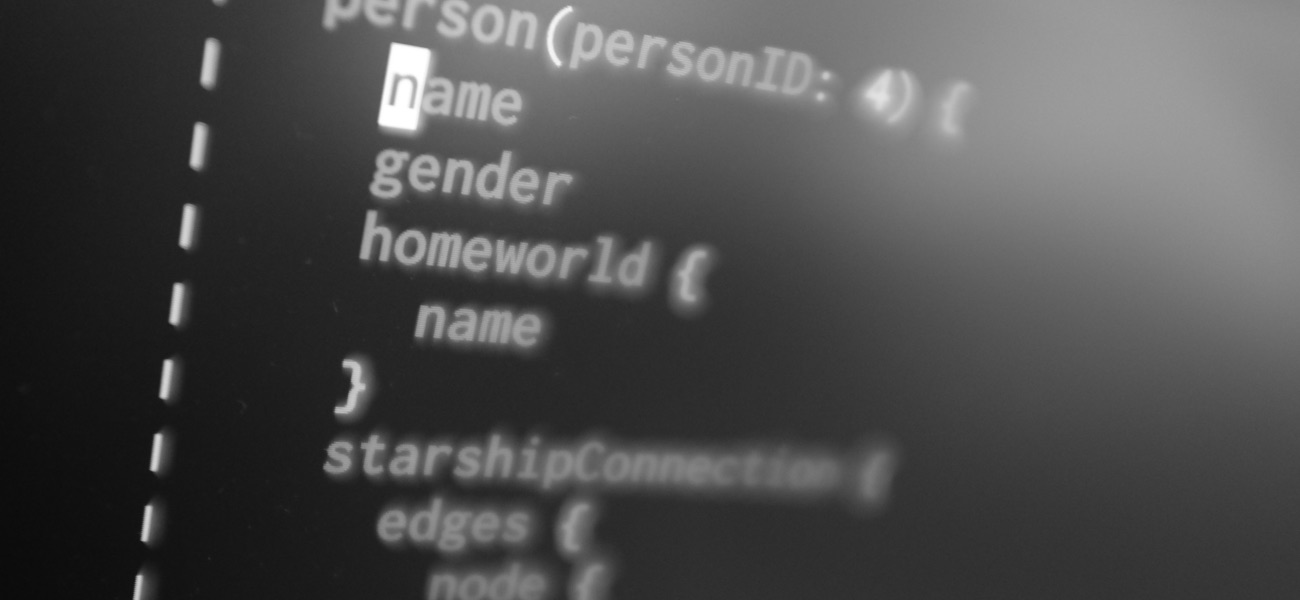 person(personID: 4) {
name
gender
homeworld {
name
}
starshipConnection {
edges {
node {